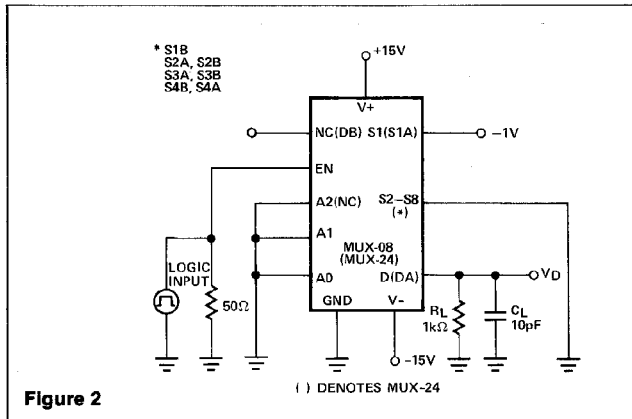 * S1B
S2A, S2B
S3A, S3B
S4B, S4A
+15V
V+
NC(DB)
S1(S1A)
−1V
EN
A2(NC)
S2−S8
(*)
A1
MUX-08
(MUX-24)
LOGIC
INPUT
A0
D(DA)
VD
50Ω
GND
V−
RL
1kΩ
CL
10pF
−15V
Figure 2
( ) DENOTES MUX-24